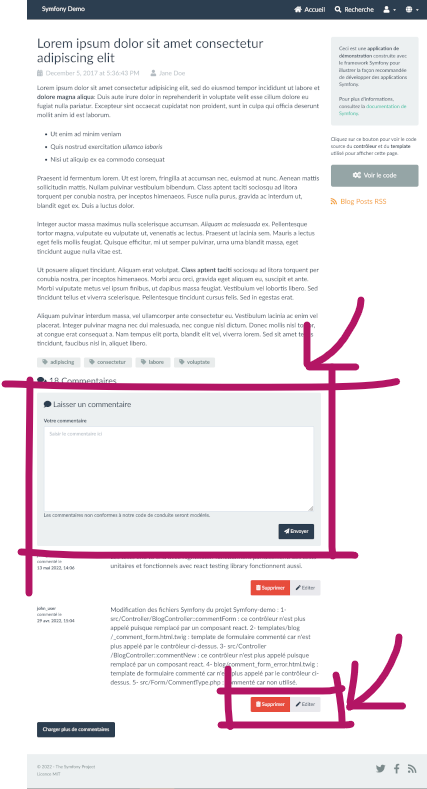 Symfony Demo
Accueil
Recherche
Lorem ipsum dolor sit amet consectetur
adipiscing elit
December 5, 2017 at 5:36:43 PM
Jane Doe
Lorem ipsum dolor sit amet consectetur adipiscing elit, sed do eiusmod tempor incididunt ut labore et
dolore magna aliqua: Duis aute irure dolor in reprehenderit in voluptate velit esse cillum dolore eu
fugiat nulla pariatur. Excepteur sint occaecat cupidatat non proident, sunt in culpa qui officia deserunt
mollit anim id est laborum.
Ut enim ad minim veniam
Quis nostrud exercitation ullamco laboris
Nisi ut aliquip ex ea commodo consequat
Praesent id fermentum lorem. Ut est lorem, fringilla at accumsan nec, euismod at nunc. Aenean mattis
sollicitudin mattis. Nullam pulvinar vestibulum bibendum. Class aptent taciti sociosqu ad litora
torquent per conubia nostra, per inceptos himenaeos. Fusce nulla purus, gravida ac interdum ut,
blandit eget ex. Duis a luctus dolor.
Integer auctor massa maximus nulla scelerisque accumsan. Aliquam ac malesuada ex. Pellentesque
tortor magna, vulputate eu vulputate ut, venenatis ac lectus. Praesent ut lacinia sem. Mauris a lectus
eget felis mollis feugiat. Quisque efficitur, mi ut semper pulvinar, urna urna blandit massa, eget
tincidunt augue nulla vitae est.
Ut posuere aliquet tincidunt. Aliquam erat volutpat. Class aptent taciti sociosqu ad litora torquent per
conubia nostra, per inceptos himenaeos. Morbi arcu orci, gravida eget aliquam eu, suscipit et ante.
Morbi vulputate metus vel ipsum finibus, ut dapibus massa feugiat. Vestibulum vel lobortis libero. Sed
tincidunt tellus et viverra scelerisque. Pellentesque tincidunt cursus felis. Sed in egestas erat.
Aliquam pulvinar interdum massa, vel ullamcorper ante consectetur eu. Vestibulum lacinia ac enim vel
placerat. Integer pulvinar magna nec dui malesuada, nec congue nisi dictum. Donec mollis nisl tortor,
at congue erat consequat a. Nam tempus elit porta, blandit elit vel, viverra lorem. Sed sit amet tellus
tincidunt, faucibus nisl in, aliquet libero.
adipiscing
consectetur
labore
voluptate
Ceci est une application de
démonstration construite avec
le framework Symfony pour
illustrer la façon recommandée
de développer des applications
Symfony.
Pour plus d'informations,
consultez la documentation de
Symfony.
Cliquez sur ce bouton pour voir le code
source du contrôleur et du template
utilisé pour afficher cette page.
Voir le code
Blog Posts RSS
18 Commentaires
Laisser un commentaire
Votre commentaire
Saisir le commentaire ici
Les commentaires non conformes à notre code de conduite seront modérés.
Envoyer
commenté le
13 mai 2022, 14:06
unitaires et fonctionnels avec react testing library fonctionnent aussi.
Supprimer
Editer
john_user
commenté le
29 avr. 2022, 15:04
Modification des fichiers Symfony du projet Symfony-demo : 1-
src/Controller/BlogController::commentForm : ce contrôleur n'est plus
appelé puisque remplacé par un composant react. 2- templates/blog
/_comment_form.html.twig : template de formulaire commenté car n'est
plus appelé par le contrôleur ci-dessus. 3- src/Controller
/BlogController::commentNew : ce contrôleur n'est plus appelé puisque
remplacé par un composant react. 4- blog/comment_form_error.html.twig :
template de formulaire commenté car n'est plus appelé par le contrôleur ci-
dessus. 5- src/Form/CommentType.php : commenté car non utilisé.
Supprimer
Editer
Charger plus de commentaires
© 2022 - The Symfony Project
Licence MIT